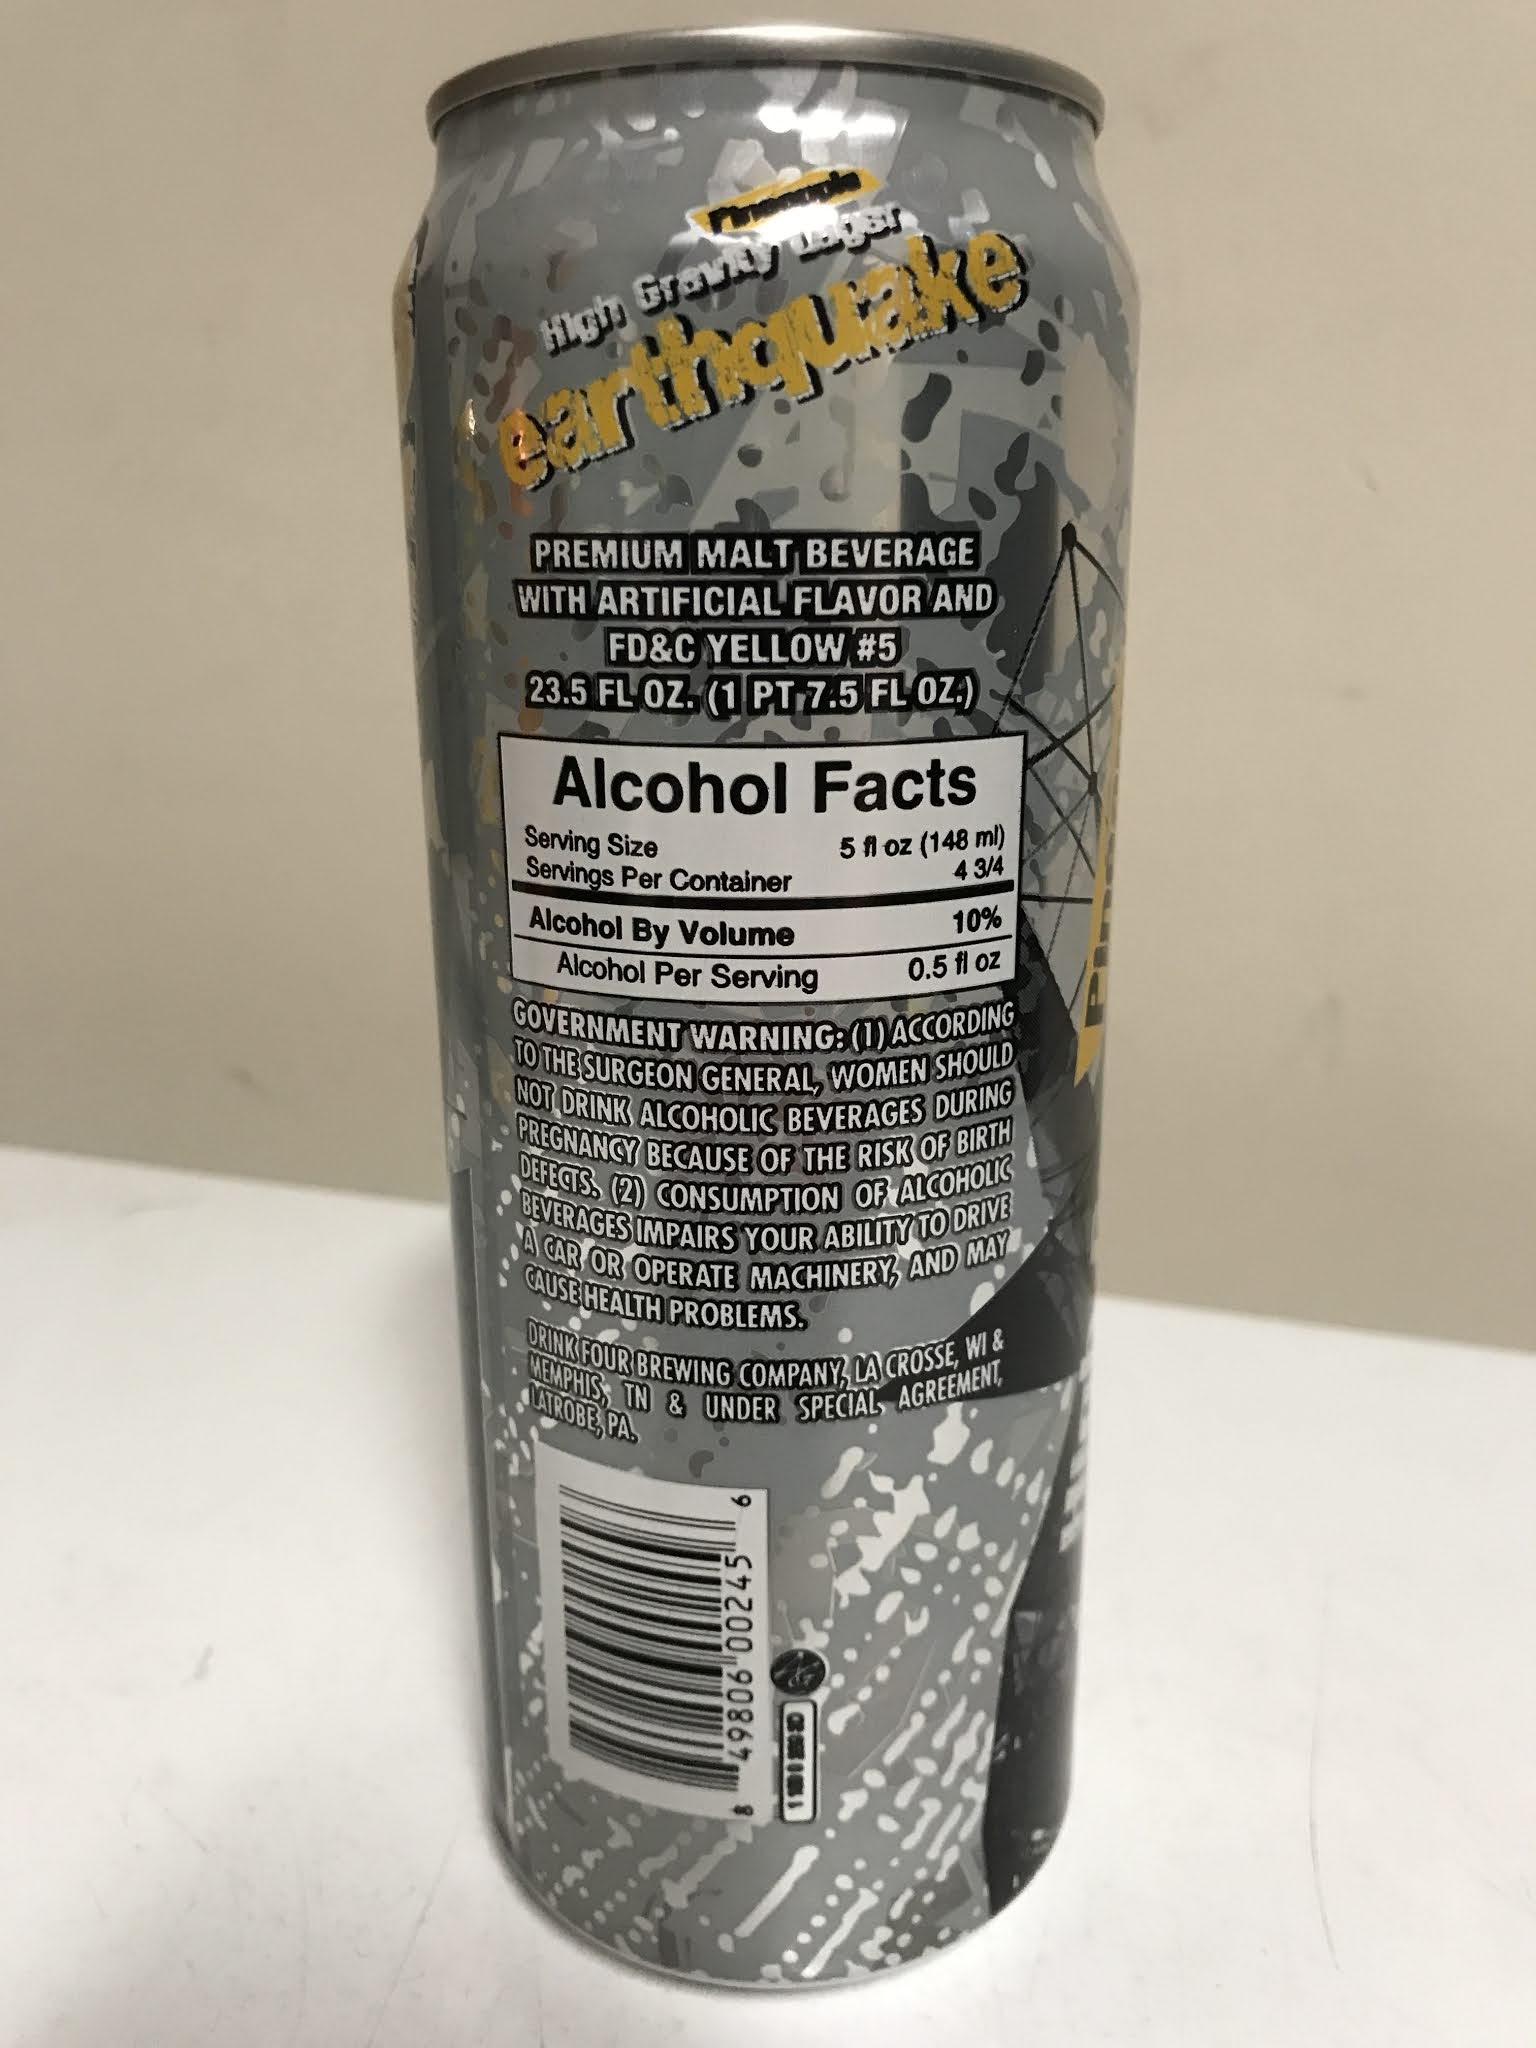 Pineapple
High Gravity Lager
earthquake
PREMIUM MALT BEVERAGE
WITH ARTIFICIAL FLAVOR AND
FD&C YELLOW #5
23.5 FL OZ. (1 PT 7.5 FL OZ.)
Alcohol Facts
Serving Size 5 fl oz (148 ml)
Servings Per Container 4 3/4
Alcohol By Volume 10%
Alcohol Per Serving 0.5 fl oz
GOVERNMENT WARNING: (1) ACCORDING
TO THE SURGEON GENERAL, WOMEN SHOULD
NOT DRINK ALCOHOLIC BEVERAGES DURING
PREGNANCY BECAUSE OF THE RISK OF BIRTH
DEFECTS. (2) CONSUMPTION OF ALCOHOLIC
BEVERAGES IMPAIRS YOUR ABILITY TO DRIVE
A CAR OR OPERATE MACHINERY, AND MAY
CAUSE HEALTH PROBLEMS.
DRINK FOUR BREWING COMPANY, LA CROSSE, WI &
MEMPHIS, TN & UNDER SPECIAL AGREEMENT,
LATROBE, PA.
8 49806 00245 6